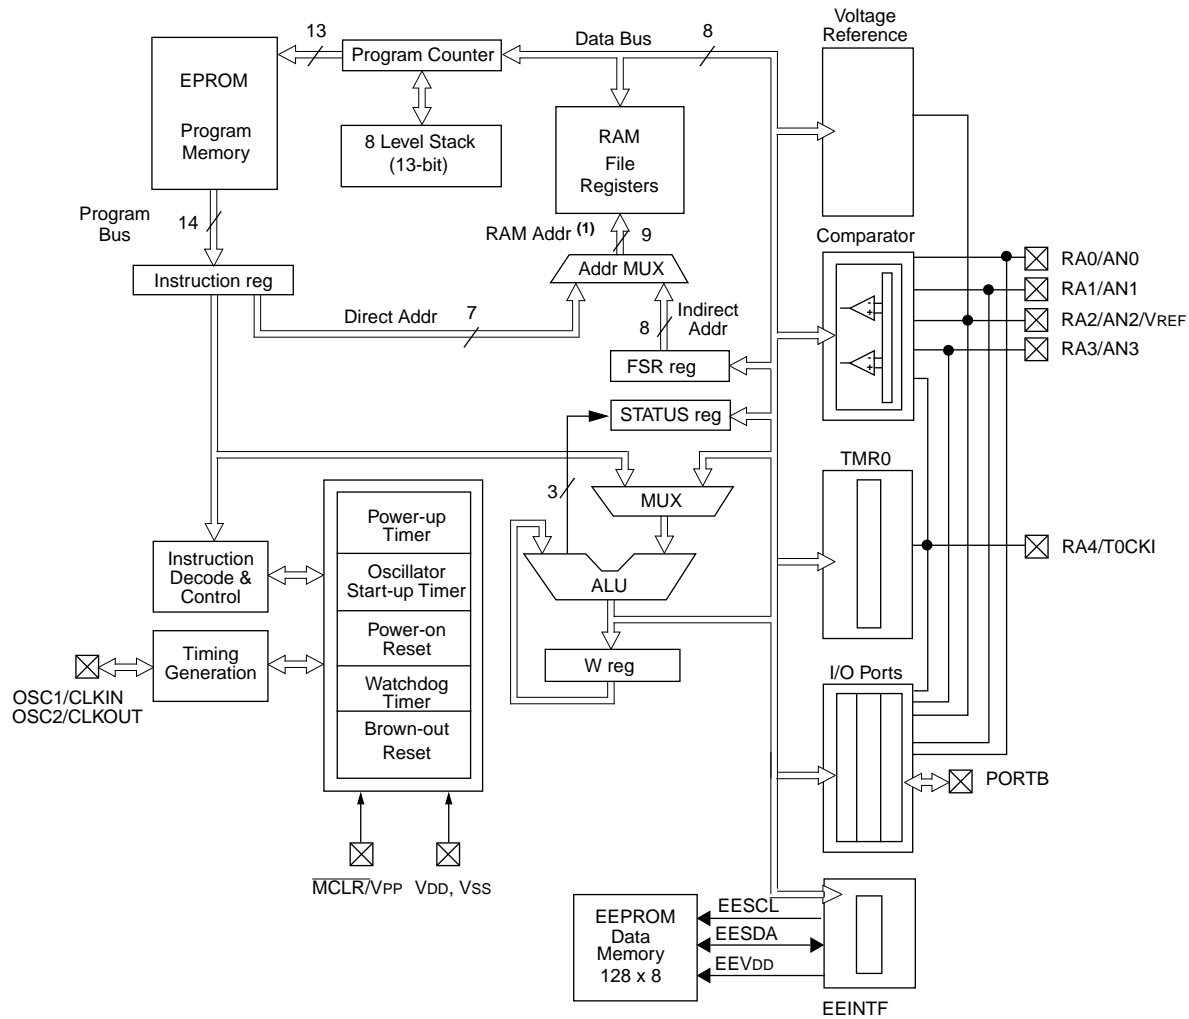 13
Data Bus
8
Voltage
Reference
EPROM
Program
Memory
Program Counter
8 Level Stack
(13-bit)
RAM
File
Registers
Program
Bus
14
RAM Addr (1)
9
Comparator
Addr MUX
Instruction reg
Direct Addr
7
8
Indirect
Addr
FSR reg
- +
- +
RA0/AN0
RA1/AN1
RA2/AN2/VREF
RA3/AN3
STATUS reg
TMR0
3
MUX
Power-up
Timer
Instruction
Decode &
Control
Oscillator
Start-up Timer
ALU
RA4/T0CKI
Timing
Generation
Power-on
Reset
W reg
I/O Ports
OSC1/CLKIN
OSC2/CLKOUT
Watchdog
Timer
Brown-out
Reset
PORTB
MCLR/VPP
VDD, VSS
EEPROM
Data
Memory
128 x 8
EESCL
EESDA
EEVDD
EEINTF